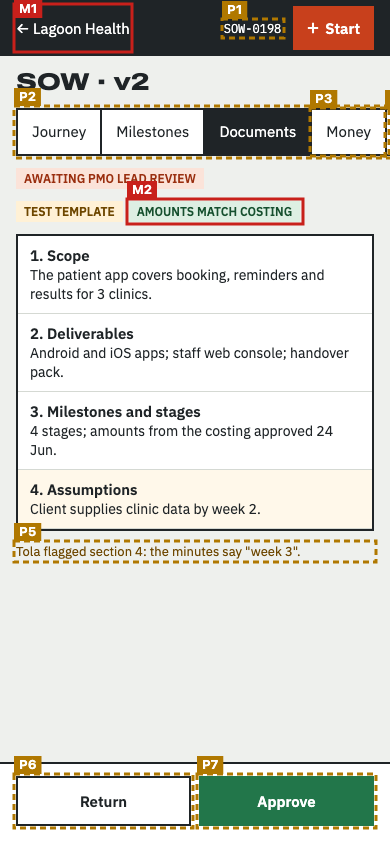 M1
← Lagoon Health
P1
SOW-0198
+ Start
SOW · v2
P2
P3
Journey
Milestones
Documents
Money
AWAITING PMO LEAD REVIEW
M2
TEST TEMPLATE
AMOUNTS MATCH COSTING
1. Scope
The patient app covers booking, reminders and
results for 3 clinics.
2. Deliverables
Android and iOS apps; staff web console; handover
pack.
3. Milestones and stages
4 stages; amounts from the costing approved 24
Jun.
4. Assumptions
Client supplies clinic data by week 2.
P5
Tola flagged section 4: the minutes say "week 3".
P6
P7
Return
Approve